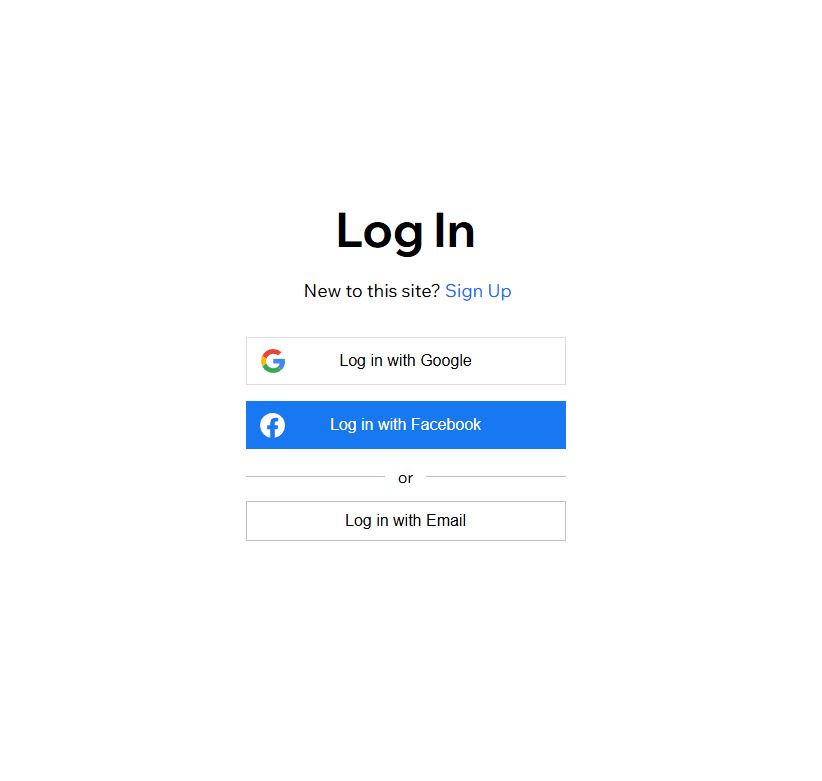 Log In
New to this site? Sign Up
Log in with Google
Log in with Facebook
or
Log in with Email